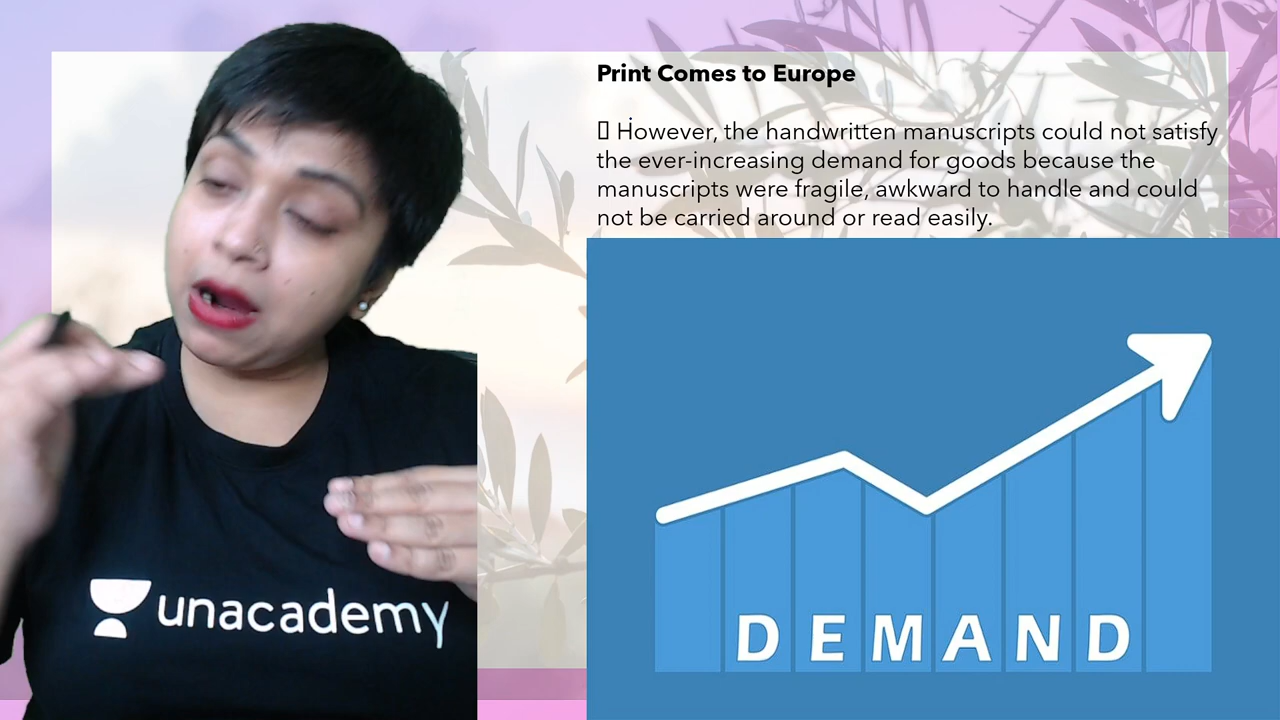 Print Comes to Europe
▯ However, the handwritten manuscripts could not satisfy
the ever-increasing demand for goods because the
manuscripts were fragile, awkward to handle and could
not be carried around or read easily.
DEMAND
unacademy